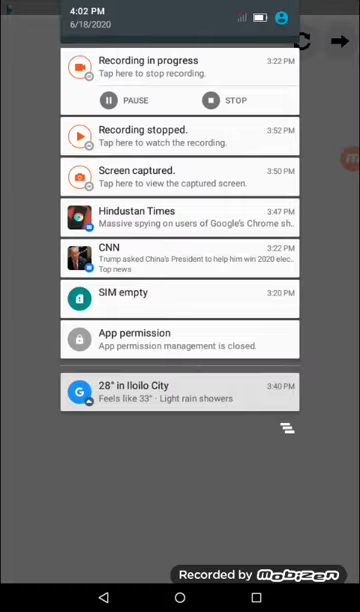 4:02 PM
6/18/2020
Recording in progress 3:22 PM
Tap here to stop recording.
PAUSE STOP
Recording stopped. 3:52 PM
Tap here to watch the recording.
Screen captured. 3:50 PM
Tap here to view the captured screen.
Hindustan Times 3:47 PM
Massive spying on users of Google's Chrome sh..
CNN 3:22 PM
Trump asked China's President to help him win 2020 elec..
Top news
SIM empty 3:20 PM
App permission
App permission management is closed.
28° in Iloilo City 3:40 PM
Feels like 33° · Light rain showers
Recorded by mobizen